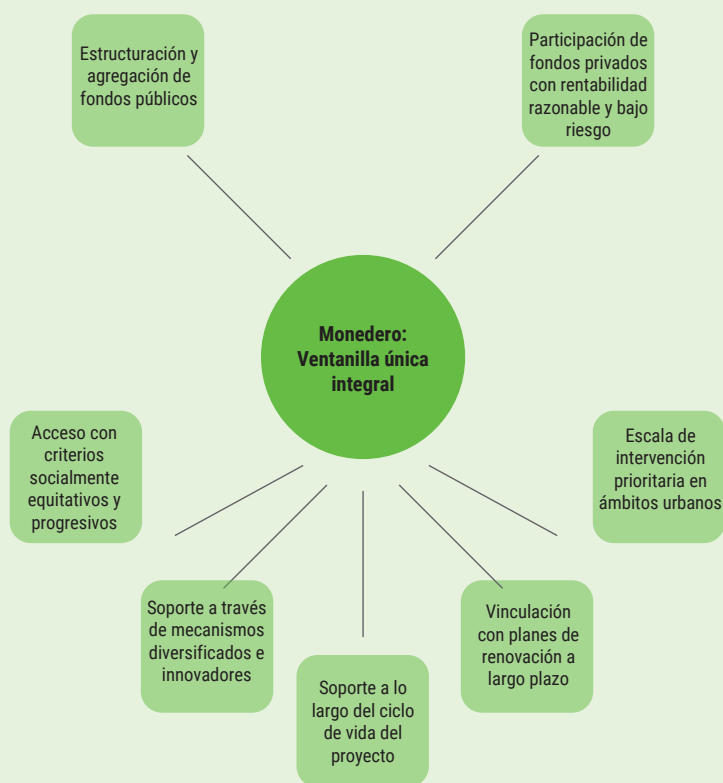 Estructuración y
agregación de
fondos públicos
Participación de
fondos privados
con rentabilidad
razonable y bajo
riesgo
Monedero:
Ventanilla única
integral
Acceso con
criterios
socialmente
equitativos y
progresivos
Escala de
intervención
prioritaria en
ámbitos urbanos
Soporte a través
de mecanismos
diversificados e
innovadores
Vinculación
con planes de
renovación a
largo plazo
Soporte a lo
largo del ciclo
de vida del
proyecto